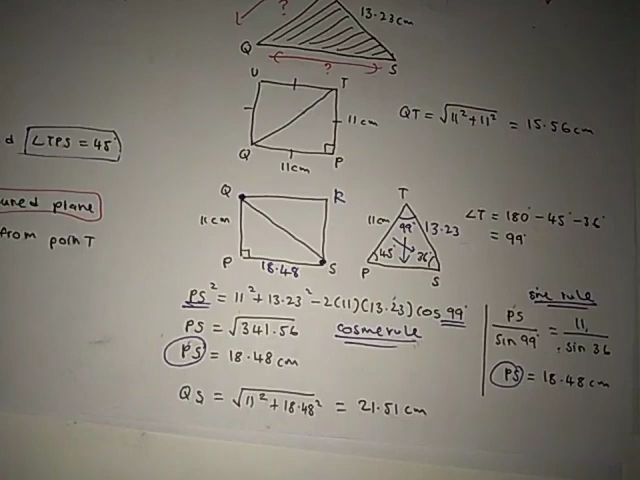 ?
13.23cm
Q
?
S
U
T
QT = √11²+11² = 15.56cm
11cm
d ∠TPS = 45°
Q
P
11cm
uned plane
from point T
Q
R
T
11cm
11cm
99°
13.23
∠T = 180° - 45° - 36°
= 99°
45°
36°
P
18.48
S
P
S
PS² = 11² + 13.23² - 2(11)(13.23) cos 99°
sine rule
PS = √341.56
cosine rule
PS/sin 99° = 11/sin 36
PS = 18.48 cm
PS = 18.48 cm
QS = √11² + 18.48² = 21.51 cm